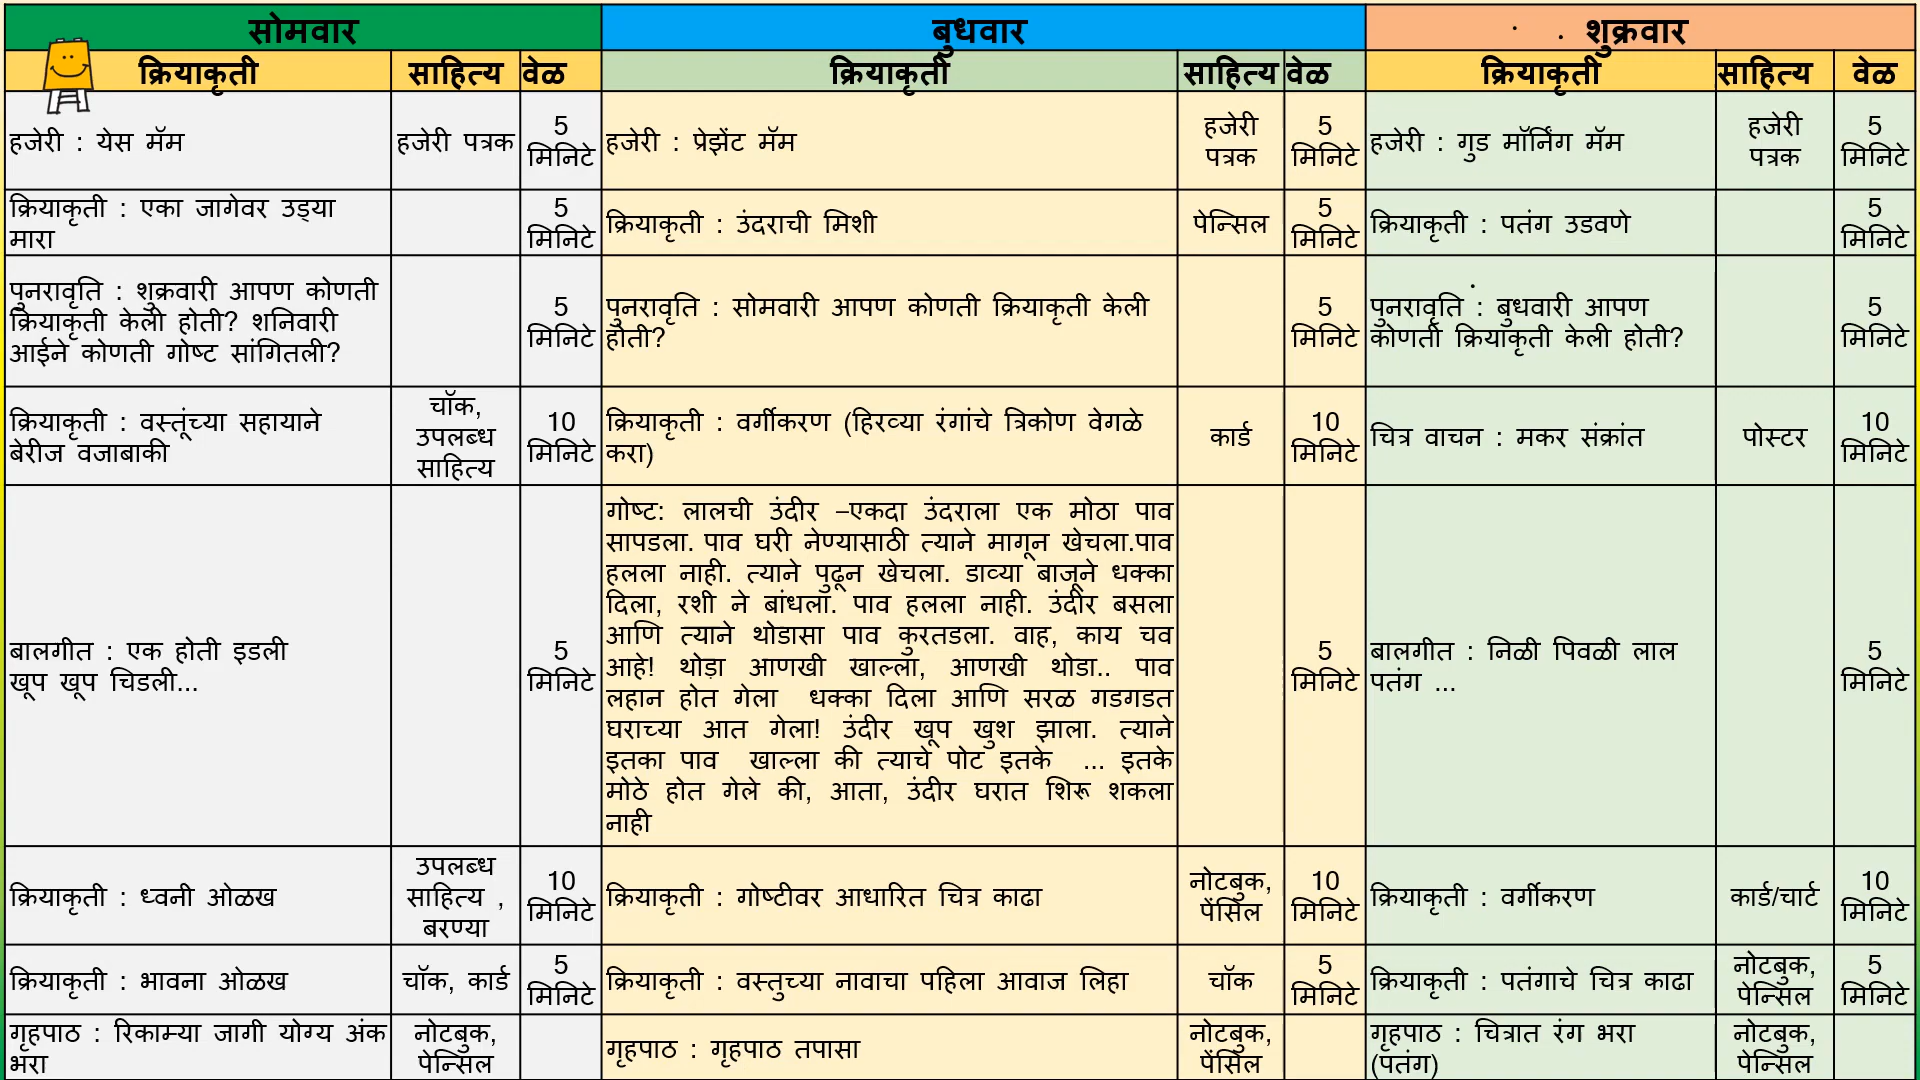 सोमवार
बुधवार
शुक्रवार
क्रियाकृती
साहित्य
वेळ
क्रियाकृती
साहित्य
वेळ
क्रियाकृती
साहित्य
वेळ
हजेरी : येस मॅम
हजेरी पत्रक
5
मिनिटे
हजेरी : प्रेझेंट मॅम
हजेरी
पत्रक
5
मिनिटे
हजेरी : गुड मॉर्निंग मॅम
हजेरी
पत्रक
5
मिनिटे
क्रियाकृती : एका जागेवर उड्या
मारा
5
मिनिटे
क्रियाकृती : उंदराची मिशी
पेन्सिल
5
मिनिटे
क्रियाकृती : पतंग उडवणे
5
मिनिटे
पुनरावृति : शुक्रवारी आपण कोणती
क्रियाकृती केली होती? शनिवारी
आईने कोणती गोष्ट सांगितली?
5
मिनिटे
पुनरावृति : सोमवारी आपण कोणती क्रियाकृती केली
होती?
5
मिनिटे
पुनरावृति : बुधवारी आपण
कोणती क्रियाकृती केली होती?
5
मिनिटे
क्रियाकृती : वस्तूंच्या सहायाने
बेरीज वजाबाकी
चॉक,
उपलब्ध
साहित्य
10
मिनिटे
क्रियाकृती : वर्गीकरण (हिरव्या रंगांचे त्रिकोण वेगळे
करा)
कार्ड
10
मिनिटे
चित्र वाचन : मकर संक्रांत
पोस्टर
10
मिनिटे
बालगीत : एक होती इडली
खूप खूप चिडली...
5
मिनिटे
गोष्ट: लालची उंदीर –एकदा उंदराला एक मोठा पाव
सापडला. पाव घरी नेण्यासाठी त्याने मागून खेचला.पाव
हलला नाही. त्याने पुढून खेचला. डाव्या बाजूने धक्का
दिला, रशी ने बांधला. पाव हलला नाही. उंदीर बसला
आणि त्याने थोडासा पाव कुरतडला. वाह, काय चव
आहे! थोड़ा आणखी खाल्ला, आणखी थोडा.. पाव
लहान होत गेला धक्का दिला आणि सरळ गडगडत
घराच्या आत गेला! उंदीर खूप खुश झाला. त्याने
इतका पाव खाल्ला की त्याचे पोट इतके ... इतके
मोठे होत गेले की, आता, उंदीर घरात शिरू शकला
नाही
5
मिनिटे
बालगीत : निळी पिवळी लाल
पतंग ...
5
मिनिटे
क्रियाकृती : ध्वनी ओळख
उपलब्ध
साहित्य ,
बरण्या
10
मिनिटे
क्रियाकृती : गोष्टीवर आधारित चित्र काढा
नोटबुक,
पेंसिल
10
मिनिटे
क्रियाकृती : वर्गीकरण
कार्ड/चार्ट
10
मिनिटे
क्रियाकृती : भावना ओळख
चॉक, कार्ड
5
मिनिटे
क्रियाकृती : वस्तुच्या नावाचा पहिला आवाज लिहा
चॉक
5
मिनिटे
क्रियाकृती : पतंगाचे चित्र काढा
नोटबुक,
पेन्सिल
5
मिनिटे
गृहपाठ : रिकाम्या जागी योग्य अंक
भरा
नोटबुक,
पेन्सिल
गृहपाठ : गृहपाठ तपासा
नोटबुक,
पेंसिल
गृहपाठ : चित्रात रंग भरा
(पतंग)
नोटबुक,
पेन्सिल